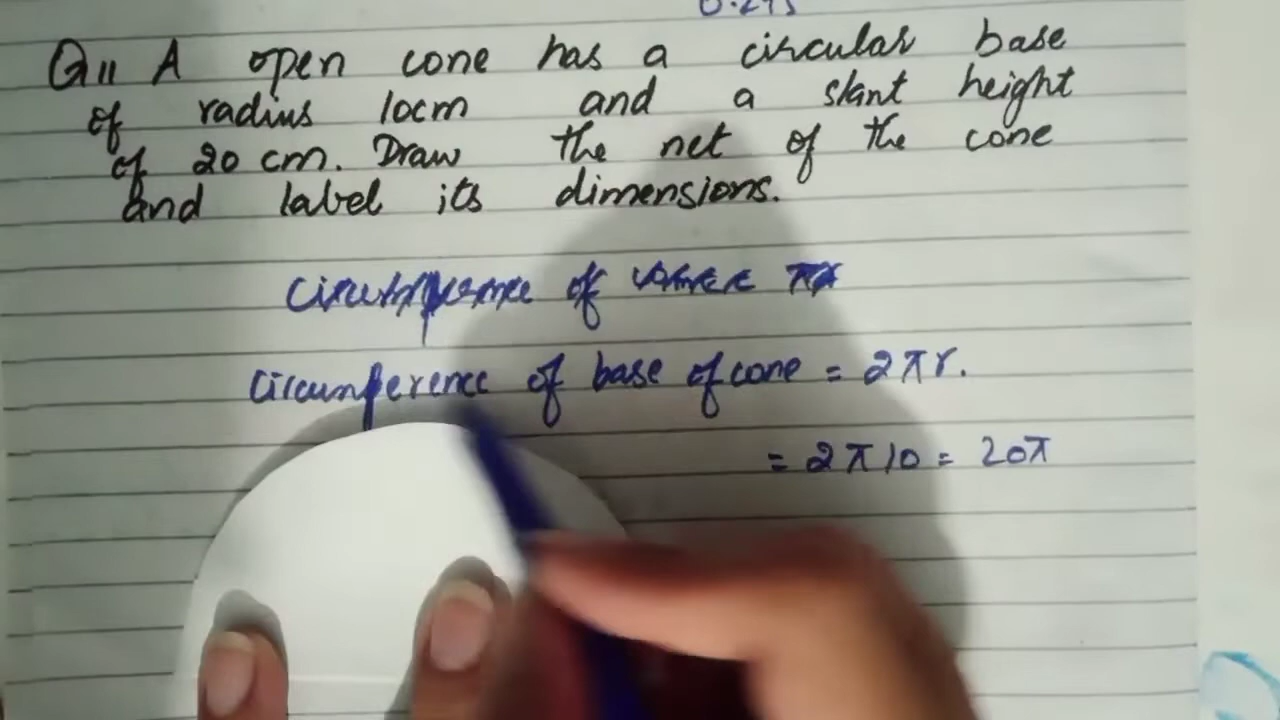 Q11 A open cone has a circular base
of radius 10cm and a slant height
of 20 cm. Draw the net of the cone
and label its dimensions.
of
Circumference of base of cone = 2πr.
= 2π10 = 20π